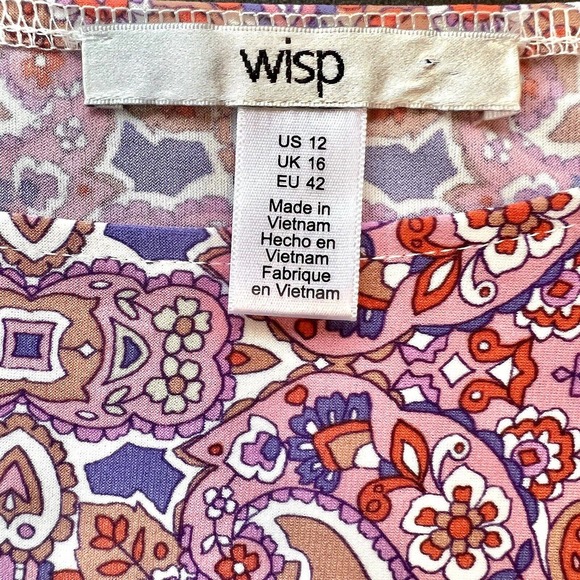 wisp
US 12
UK 16
EU 42
Made in
Vietnam
Hecho en
Vietnam
Fabrique
en Vietnam